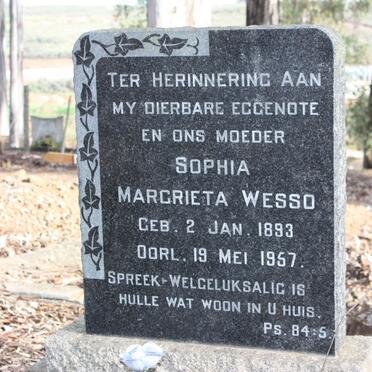 TER HERINNERING AAN
MY DIERBARE EGGENOTE
EN ONS MOEDER
SOPHIA
MARGRIETA WESSO
GEB. 2 JAN. 1893
OORL. 19 MEI 1957.
SPREEK-WELGELUKSALIG IS
HULLE WAT WOON IN U HUIS.
PS. 84:5